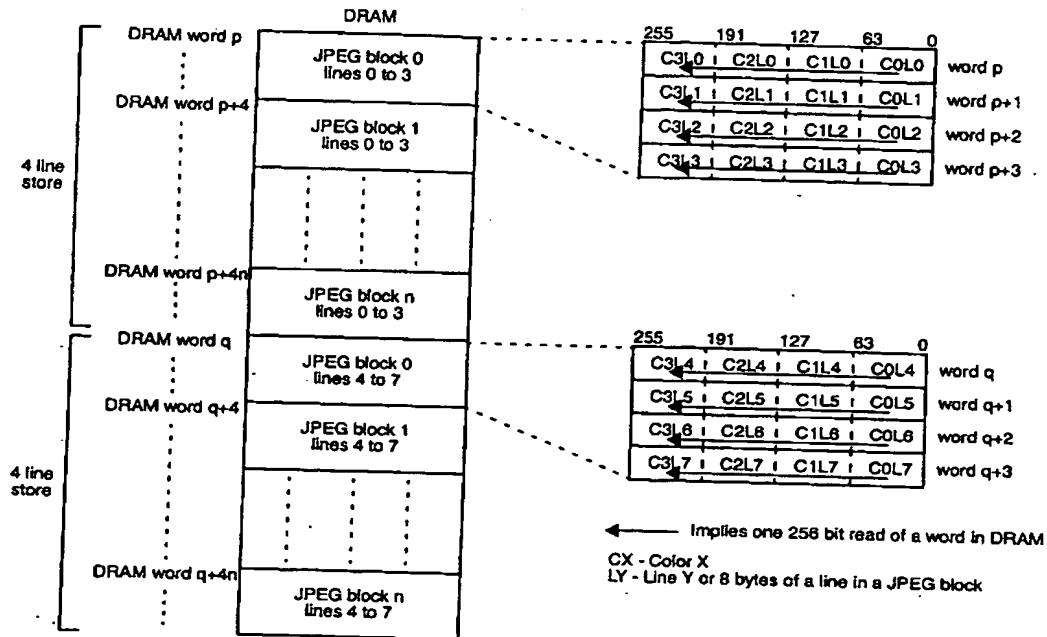 DRAM
DRAM word p
JPEG block 0
lines 0 to 3
DRAM word p+4
JPEG block 1
lines 0 to 3
4 line
store
DRAM word p+4n
JPEG block n
lines 0 to 3
DRAM word q
JPEG block 0
lines 4 to 7
DRAM word q+4
JPEG block 1
lines 4 to 7
4 line
store
DRAM word q+4n
JPEG block n
lines 4 to 7
255 191 127 63 0
C3L0 C2L0 C1L0 C0L0 word p
C3L1 C2L1 C1L1 C0L1 word p+1
C3L2 C2L2 C1L2 C0L2 word p+2
C3L3 C2L3 C1L3 C0L3 word p+3
255 191 127 63 0
C3L4 C2L4 C1L4 C0L4 word q
C3L5 C2L5 C1L5 C0L5 word q+1
C3L6 C2L6 C1L6 C0L6 word q+2
C3L7 C2L7 C1L7 C0L7 word q+3
Implies one 256 bit read of a word in DRAM
CX - Color X
LY - Line Y or 8 bytes of a line in a JPEG block